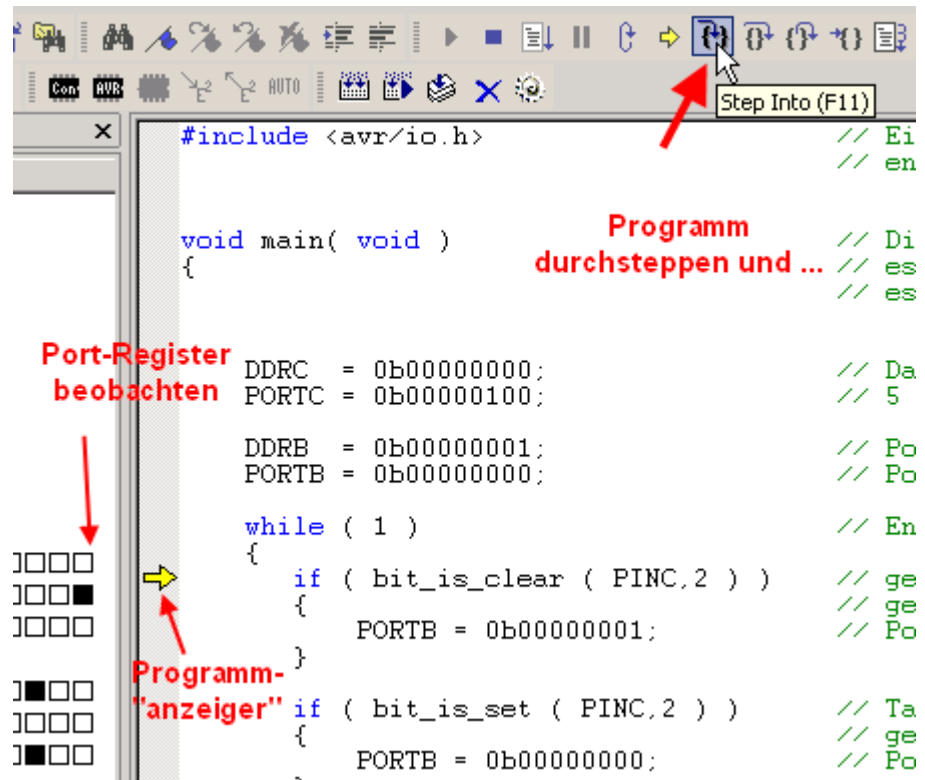 Con AVR AUTO
Step Into (F11)
#include <avr/io.h> // Ei
// en
void main( void ) // Di
{ // es
// es
Programm
durchsteppen und ...
Port-Register
beobachten
DDRC = 0b00000000; // Da
PORTC = 0b00000100; // 5
DDRB = 0b00000001; // Po
PORTB = 0b00000000; // Po
while ( 1 ) // En
{
if ( bit_is_clear ( PINC,2 ) ) // ge
{ // ge
PORTB = 0b00000001; // Po
}
Programm-
"anzeiger"
if ( bit_is_set ( PINC,2 ) ) // Ta
{ // ge
PORTB = 0b00000000; // Po